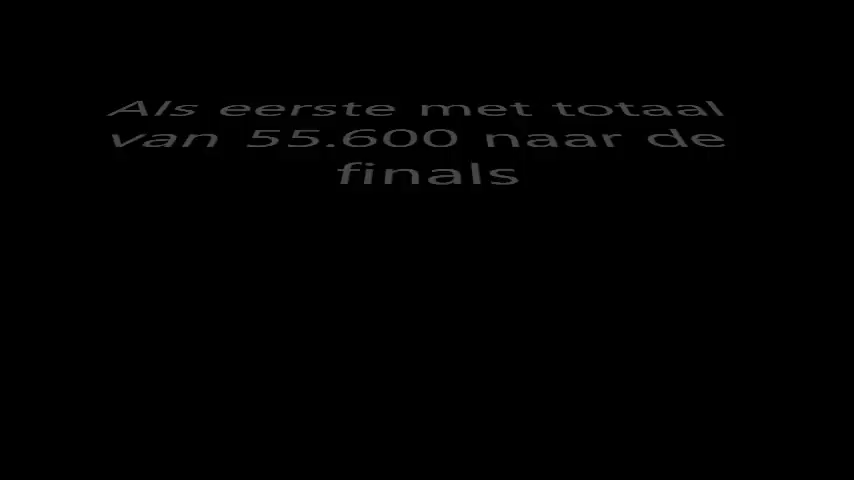 Als eerste met totaal
van 55.600 naar de
finals